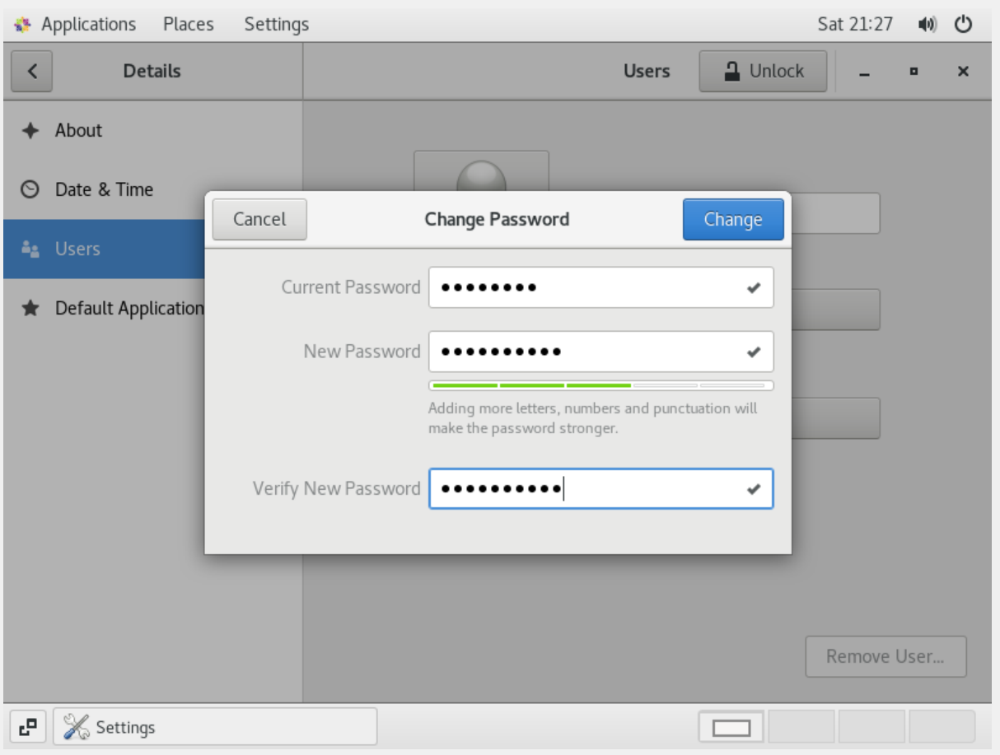 Applications Places Settings Sat 21:27
Details Users Unlock
About
Date & Time
Users
Default Application
Cancel Change Password Change
Current Password ●●●●●●●●
New Password ●●●●●●●●●●
Adding more letters, numbers and punctuation will
make the password stronger.
Verify New Password ●●●●●●●●●●
Remove User...
Settings